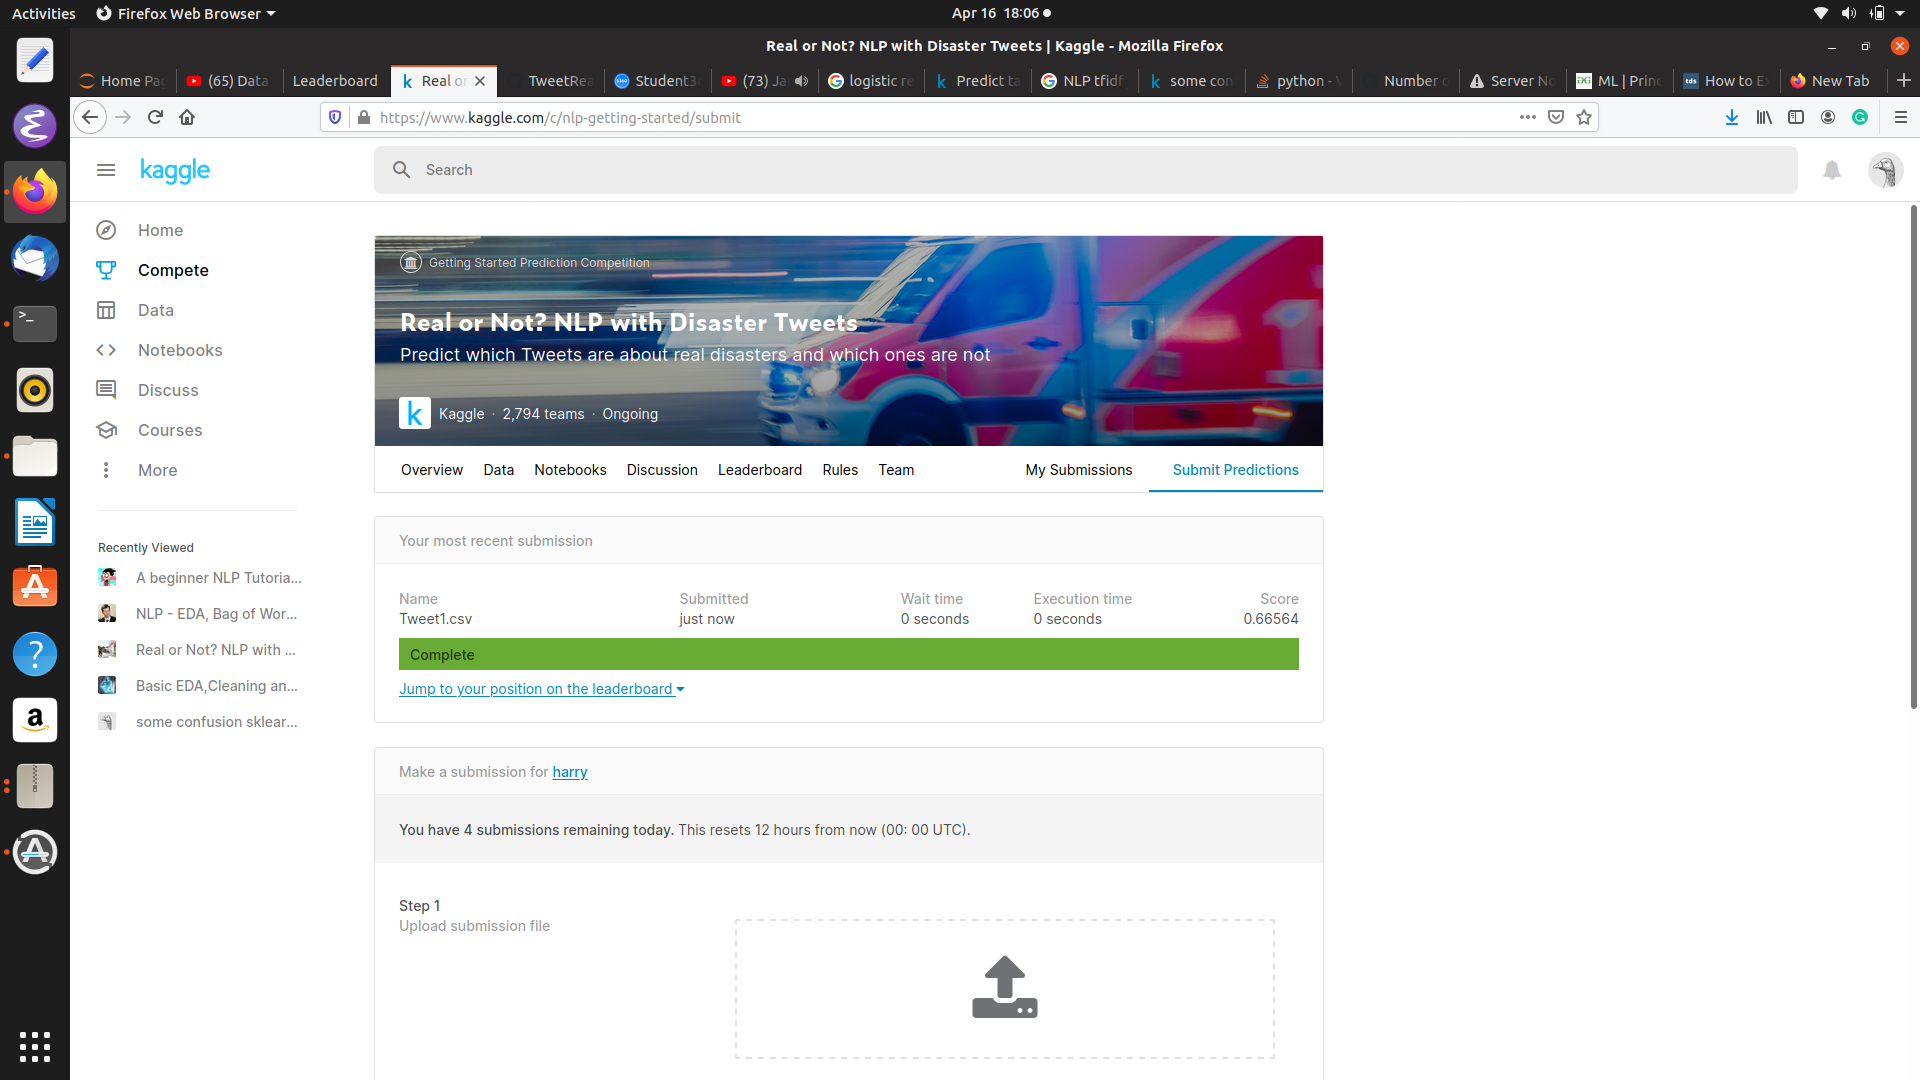 Activities Firefox Web Browser Apr 16 18:06
Real or Not? NLP with Disaster Tweets | Kaggle - Mozilla Firefox
Home Pa (65) Data Leaderboard Real or TweetRea Student3 (73) Ja logistic re Predict ta NLP tfidf some con python - Number o Server No ML | Princ How to E New Tab
https://www.kaggle.com/c/nlp-getting-started/submit
kaggle Search
Home
Compete
Data
Notebooks
Discuss
Courses
More
Recently Viewed
A beginner NLP Tutoria...
NLP - EDA, Bag of Wor...
Real or Not? NLP with ...
Basic EDA,Cleaning an...
some confusion sklear...
Getting Started Prediction Competition
Real or Not? NLP with Disaster Tweets
Predict which Tweets are about real disasters and which ones are not
k Kaggle · 2,794 teams · Ongoing
Overview Data Notebooks Discussion Leaderboard Rules Team My Submissions Submit Predictions
Your most recent submission
Name Submitted Wait time Execution time Score
Tweet1.csv just now 0 seconds 0 seconds 0.66564
Complete
Jump to your position on the leaderboard
Make a submission for harry
You have 4 submissions remaining today. This resets 12 hours from now (00: 00 UTC).
Step 1
Upload submission file